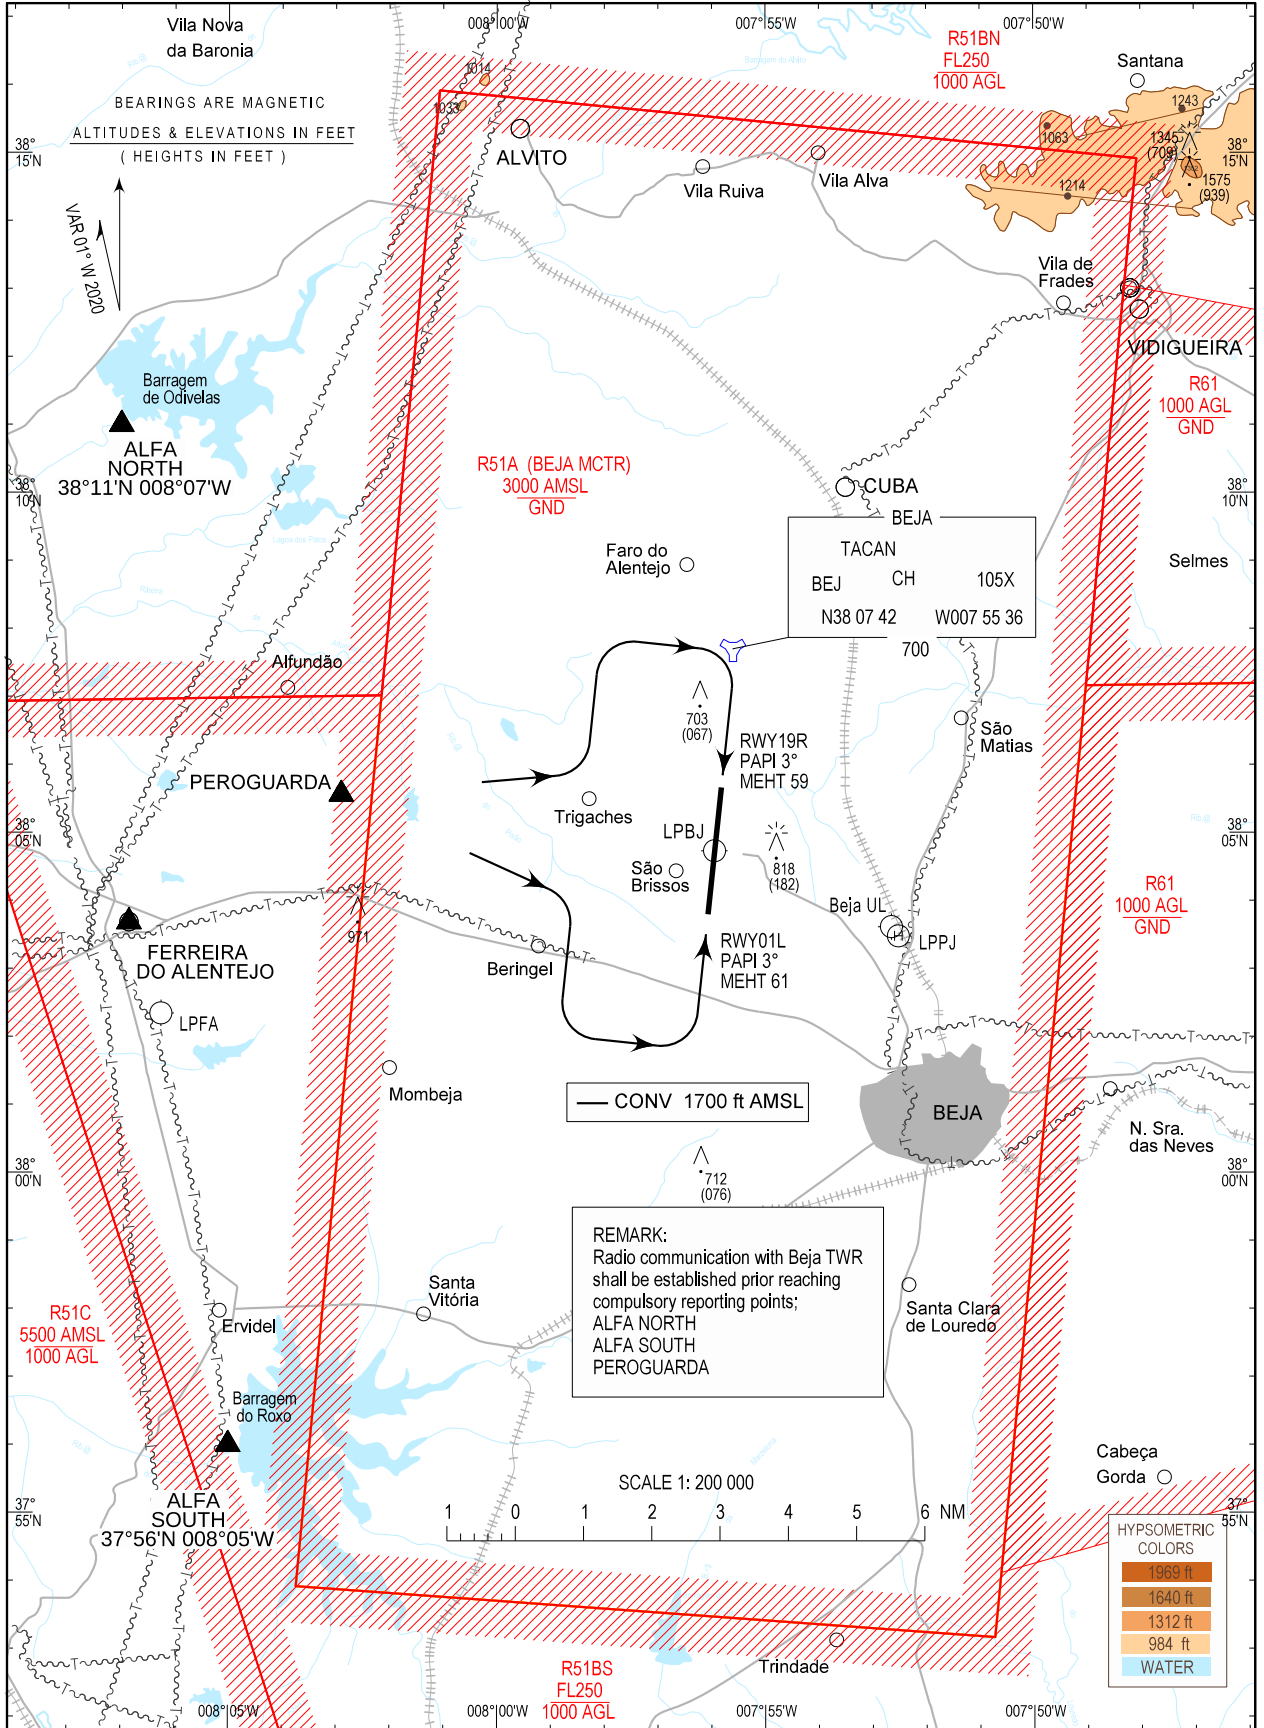 008°00'W
007°55'W
007°50'W
Vila Nova
da Baronia
BEARINGS ARE MAGNETIC
ALTITUDES & ELEVATIONS IN FEET
( HEIGHTS IN FEET )
VAR 01° W 2020
R51BN
FL250
1000 AGL
Santana
1014
1033
1063
1243
1345
(709)
1575
(939)
1214
38°
15'N
38°
15'N
ALVITO
Vila Ruiva
Vila Alva
Barragem do Alvito
Vila de
Frades
VIDIGUEIRA
Barragem
de Odivelas
ALFA
NORTH
38°11'N 008°07'W
R61
1000 AGL
GND
R51A (BEJA MCTR)
3000 AMSL
GND
38°
10'N
38°
10'N
CUBA
BEJA
TACAN
BEJ CH 105X
N38 07 42 W007 55 36
700
Faro do
Alentejo
Selmes
Lagoa dos Patos
Ribeira
de
Alfundão
703
(067)
São
Matias
RWY19R
PAPI 3°
MEHT 59
PEROGUARDA
Trigaches
LPBJ
38°
05'N
38°
05'N
São
Brissos
818
(182)
971
Beja UL
LPPJ
R61
1000 AGL
GND
FERREIRA
DO ALENTEJO
Beringel
RWY01L
PAPI 3°
MEHT 61
LPFA
Mombeja
CONV 1700 ft AMSL
BEJA
N. Sra.
das Neves
38°
00'N
38°
00'N
712
(076)
REMARK:
Radio communication with Beja TWR
shall be established prior reaching
compulsory reporting points;
ALFA NORTH
ALFA SOUTH
PEROGUARDA
Santa
Vitória
Santa Clara
de Louredo
R51C
5500 AMSL
1000 AGL
Ervidel
Barragem
do Roxo
Cabeça
Gorda
SCALE 1: 200 000
1 0 1 2 3 4 5 6 NM
ALFA
SOUTH
37°56'N 008°05'W
37°
55'N
37°
55'N
HYPSOMETRIC
COLORS
1969 ft
1640 ft
1312 ft
984 ft
WATER
Trindade
R51BS
FL250
1000 AGL
008°05'W
008°00'W
007°55'W
007°50'W